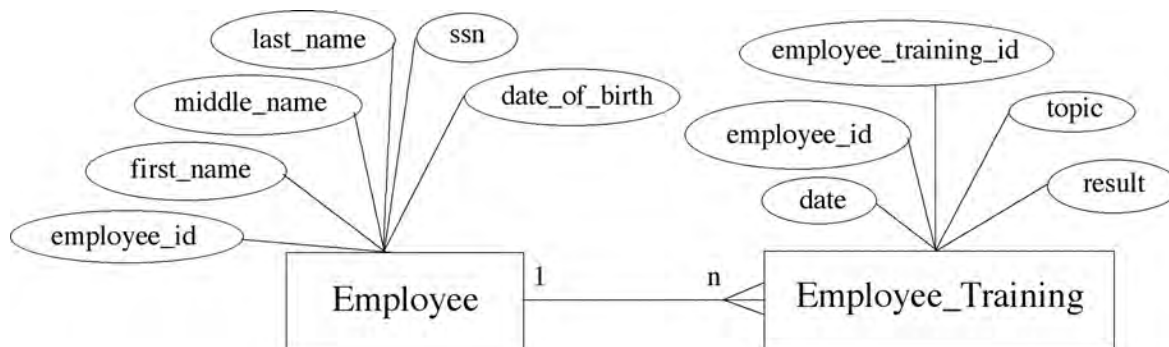 last_name
ssn
employee_training_id
middle_name
date_of_birth
topic
employee_id
first_name
result
date
employee_id
1
n
Employee
Employee_Training